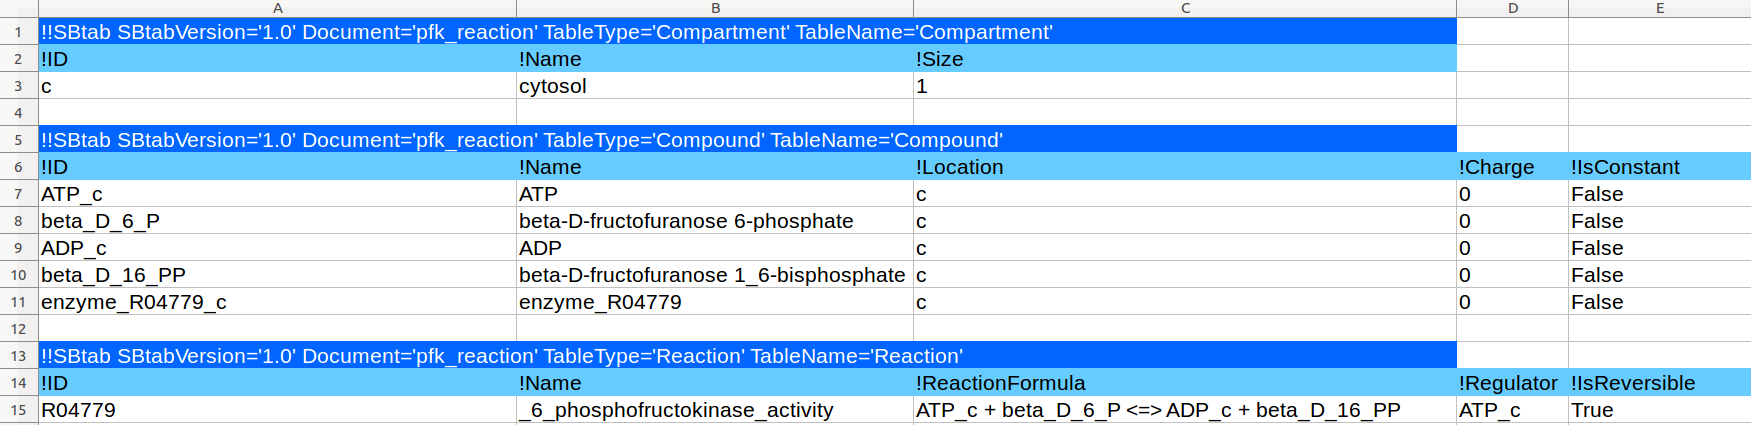 A B C D E
1 !!SBtab SBtabVersion='1.0' Document='pfk_reaction' TableType='Compartment' TableName='Compartment'
2 !ID !Name !Size
3 c cytosol 1
4
5 !!SBtab SBtabVersion='1.0' Document='pfk_reaction' TableType='Compound' TableName='Compound'
6 !ID !Name !Location !Charge !IsConstant
7 ATP_c ATP c 0 False
8 beta_D_6_P beta-D-fructofuranose 6-phosphate c 0 False
9 ADP_c ADP c 0 False
10 beta_D_16_PP beta-D-fructofuranose 1_6-bisphosphate c 0 False
11 enzyme_R04779_c enzyme_R04779 c 0 False
12
13 !!SBtab SBtabVersion='1.0' Document='pfk_reaction' TableType='Reaction' TableName='Reaction'
14 !ID !Name !ReactionFormula !Regulator !IsReversible
15 R04779 _6_phosphofructokinase_activity ATP_c + beta_D_6_P <=> ADP_c + beta_D_16_PP ATP_c True